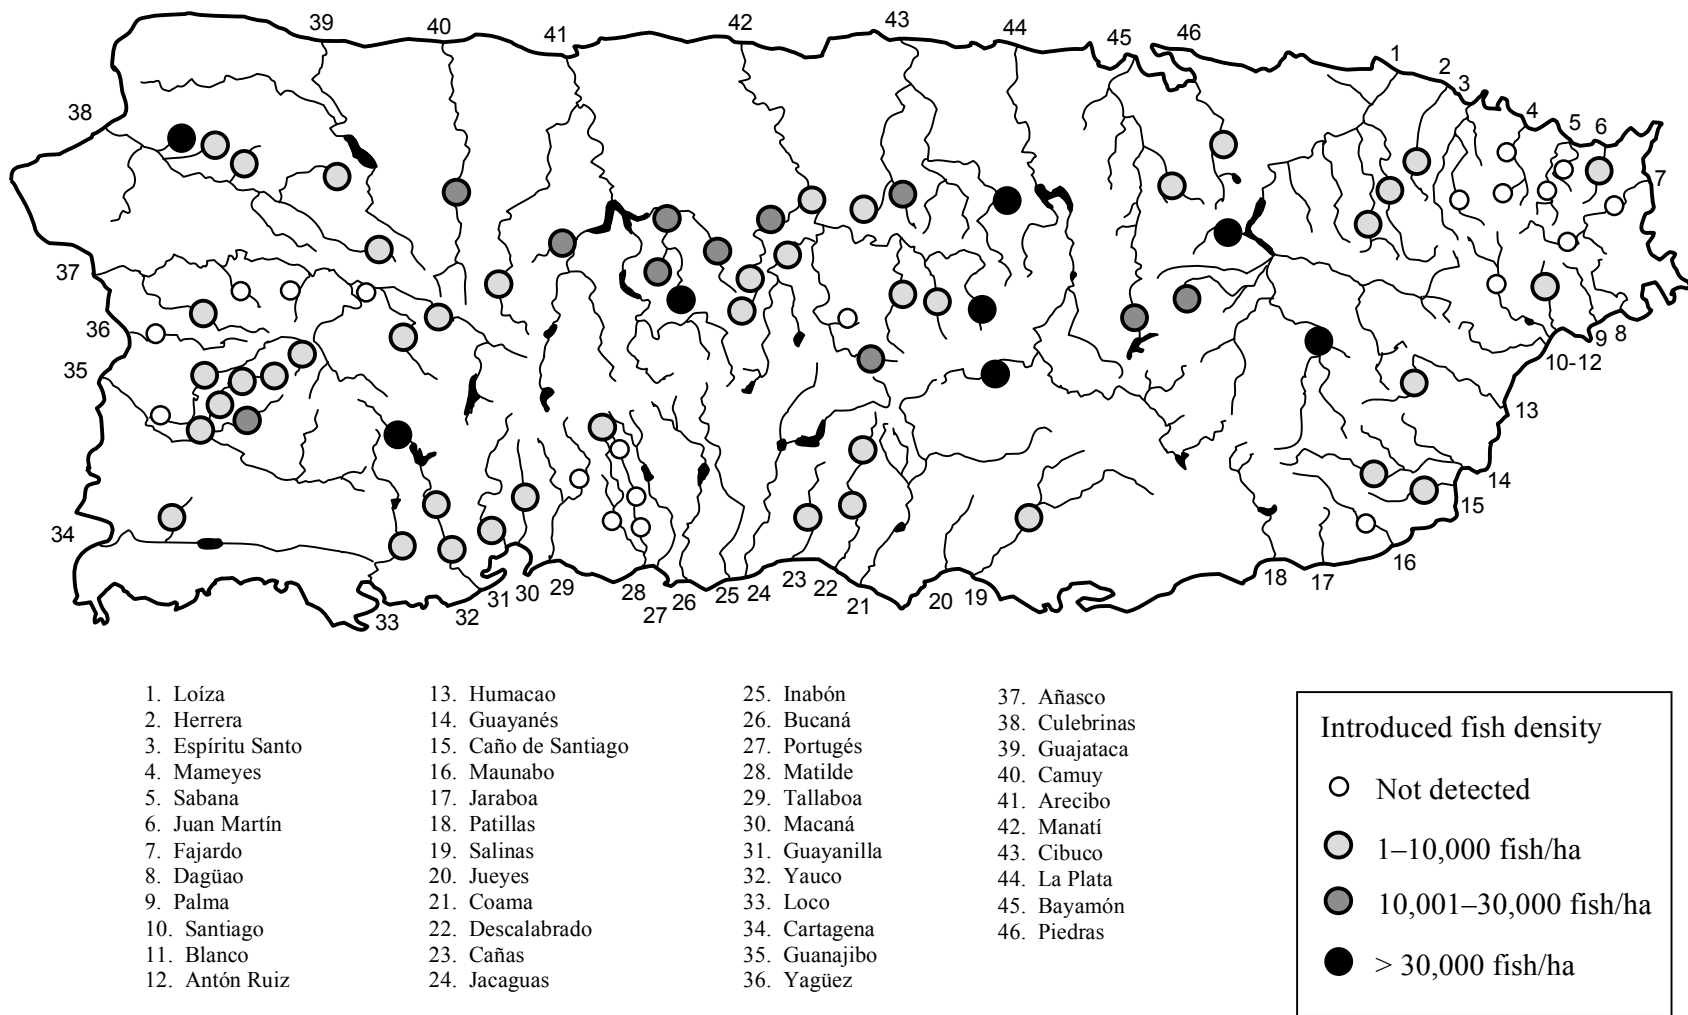 39
40
41
42
43
44
45
46
1
2
3
4
5
6
7
8
9
10-12
13
14
15
16
17
18
19
20
21
22
23
24
25
26
27
28
29
30
31
32
33
34
35
36
37
38
1. Loíza
2. Herrera
3. Espíritu Santo
4. Mameyes
5. Sabana
6. Juan Martín
7. Fajardo
8. Dagüao
9. Palma
10. Santiago
11. Blanco
12. Antón Ruiz
13. Humacao
14. Guayanés
15. Caño de Santiago
16. Maunabo
17. Jaraboa
18. Patillas
19. Salinas
20. Jueyes
21. Coama
22. Descalabrado
23. Cañas
24. Jacaguas
25. Inabón
26. Bucaná
27. Portugés
28. Matilde
29. Tallaboa
30. Macaná
31. Guayanilla
32. Yauco
33. Loco
34. Cartagena
35. Guanajibo
36. Yagüez
37. Añasco
38. Culebrinas
39. Guajataca
40. Camuy
41. Arecibo
42. Manatí
43. Cibuco
44. La Plata
45. Bayamón
46. Piedras
Introduced fish density
Not detected
1–10,000 fish/ha
10,001–30,000 fish/ha
> 30,000 fish/ha